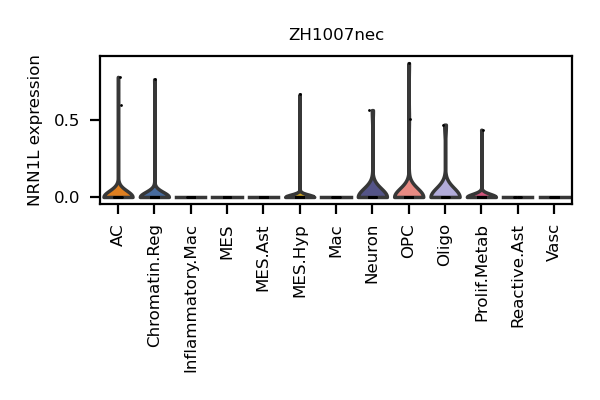 ZH1007nec
NRN1L expression
0.5
0.0
AC
Chromatin.Reg
Inflammatory.Mac
MES
MES.Ast
MES.Hyp
Mac
Neuron
OPC
Oligo
Prolif.Metab
Reactive.Ast
Vasc